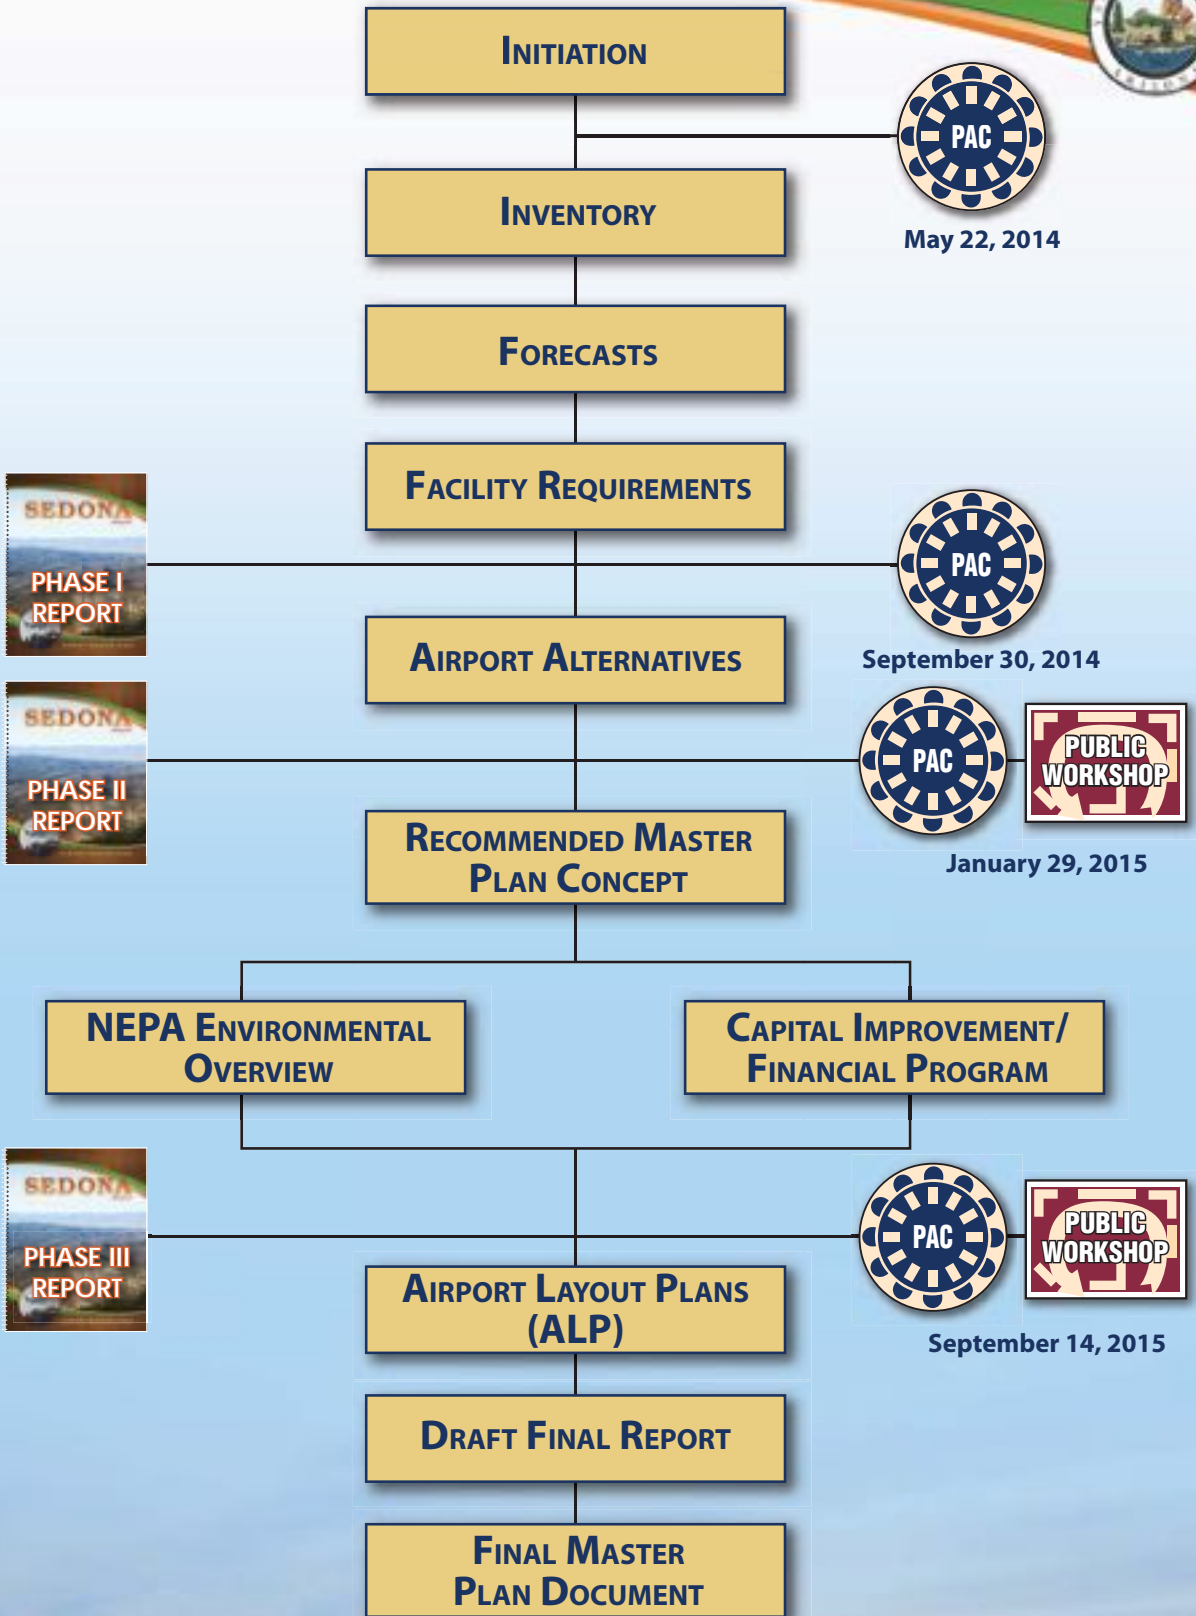 INITIATION
PAC
May 22, 2014
INVENTORY
FORECASTS
FACILITY REQUIREMENTS
SEDONA
PHASE I
REPORT
PAC
September 30, 2014
AIRPORT ALTERNATIVES
SEDONA
PHASE II
REPORT
PAC
PUBLIC
WORKSHOP
January 29, 2015
RECOMMENDED MASTER
PLAN CONCEPT
NEPA ENVIRONMENTAL
OVERVIEW
CAPITAL IMPROVEMENT/
FINANCIAL PROGRAM
SEDONA
PHASE III
REPORT
PAC
PUBLIC
WORKSHOP
September 14, 2015
AIRPORT LAYOUT PLANS
(ALP)
DRAFT FINAL REPORT
FINAL MASTER
PLAN DOCUMENT